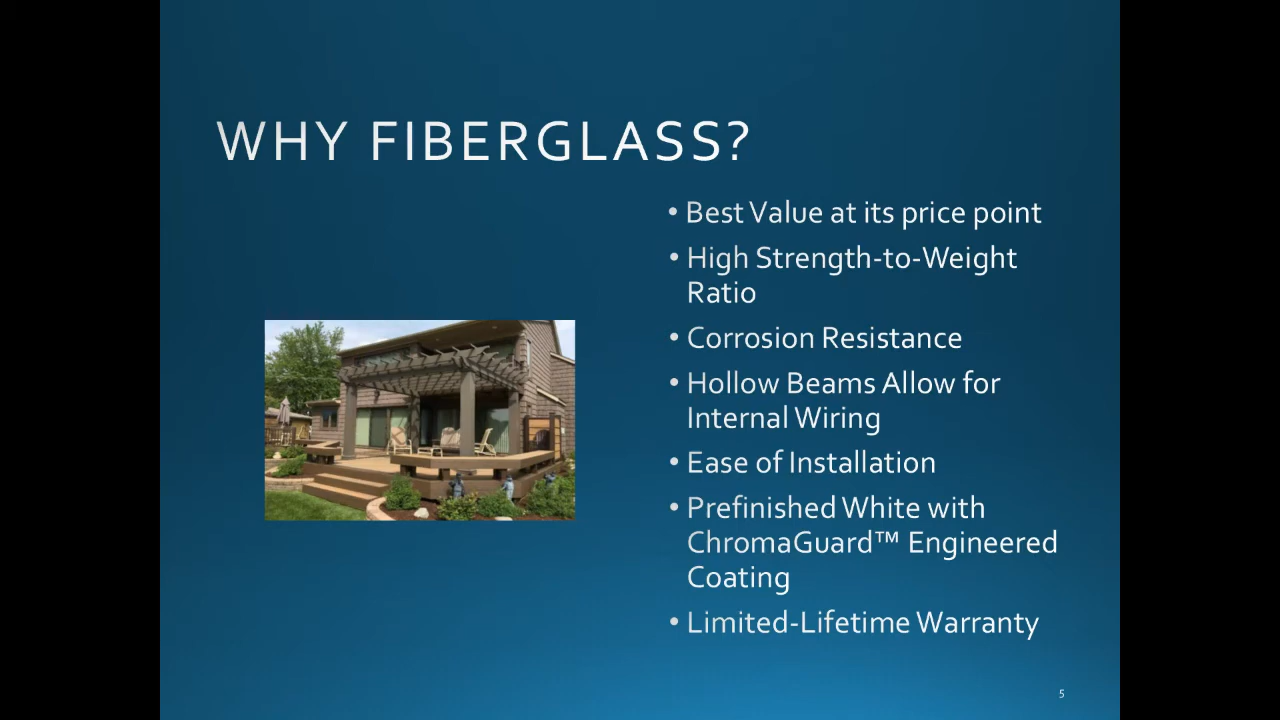 WHY FIBERGLASS?
• Best Value at its price point
• High Strength-to-Weight
Ratio
• Corrosion Resistance
• Hollow Beams Allow for
Internal Wiring
• Ease of Installation
• Prefinished White with
ChromaGuard™ Engineered
Coating
• Limited-Lifetime Warranty
5